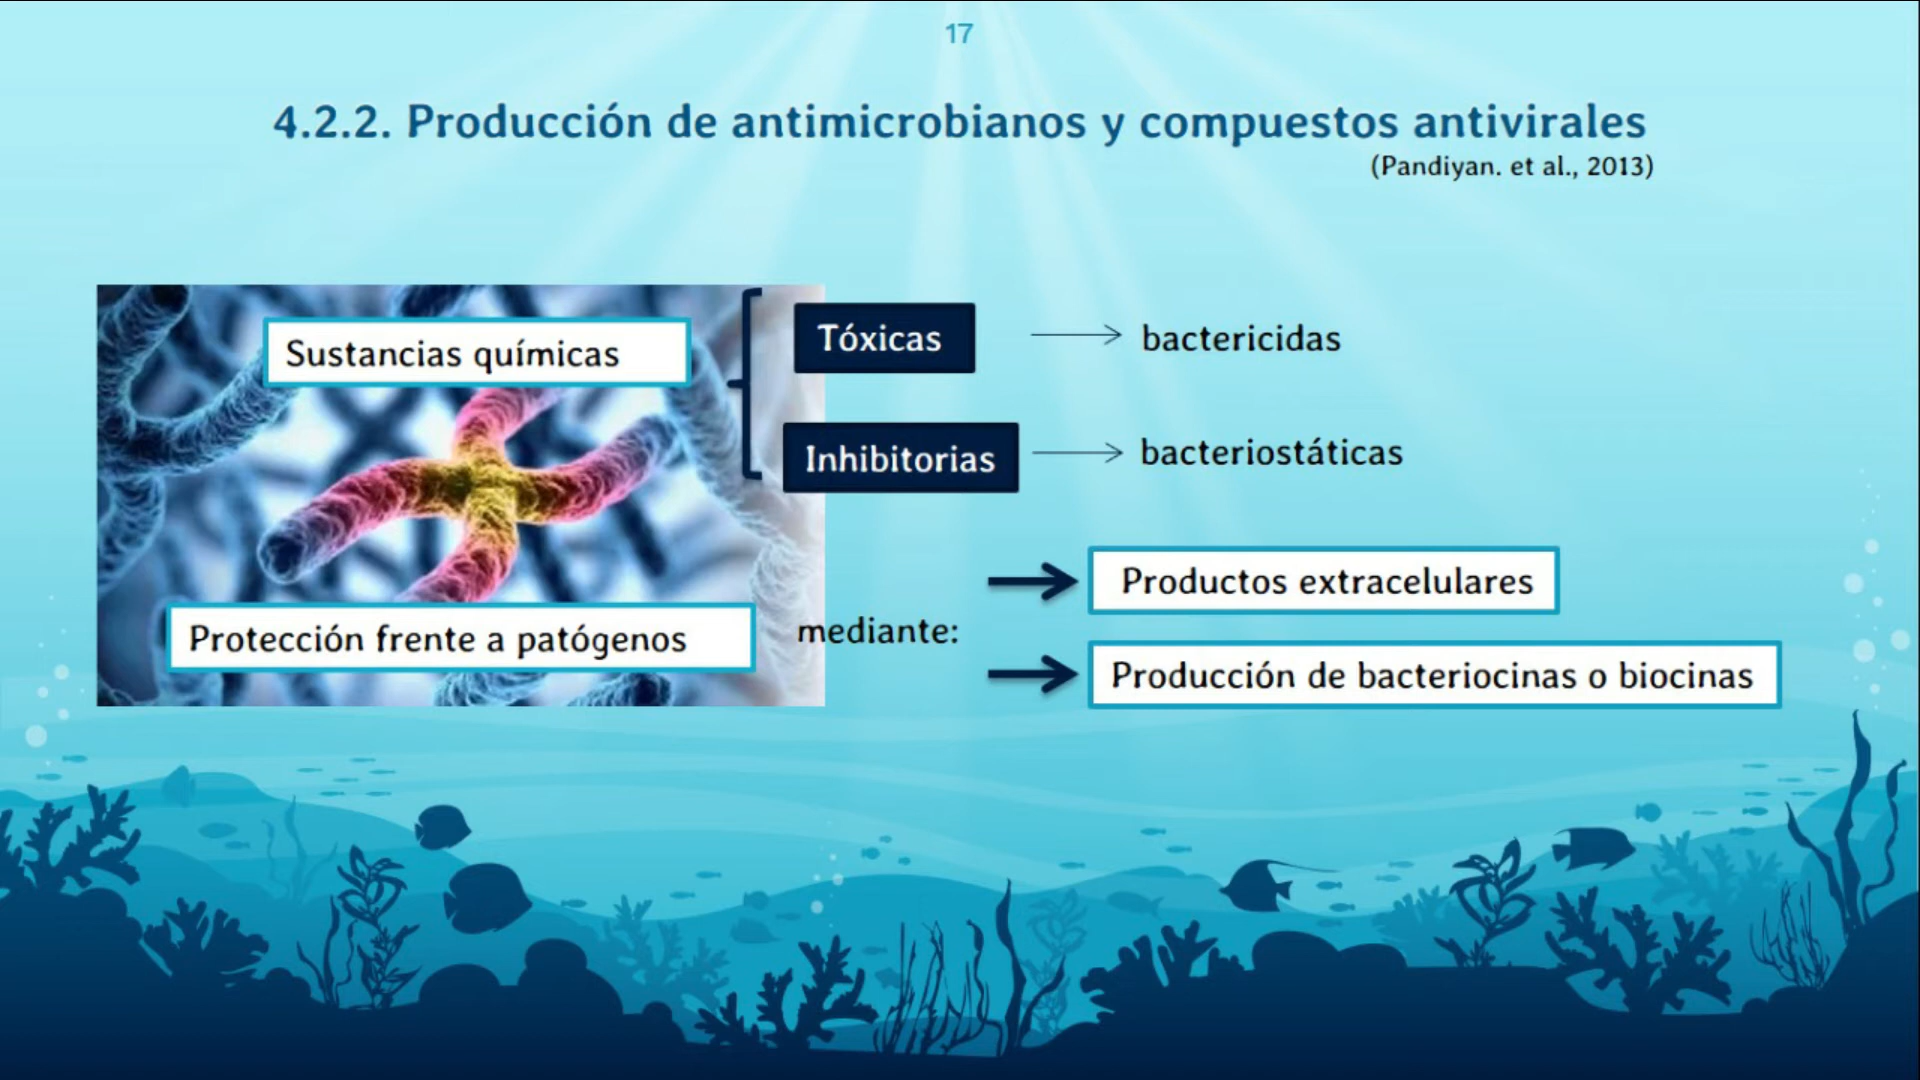 17
4.2.2. Producción de antimicrobianos y compuestos antivirales
(Pandiyan. et al., 2013)
Sustancias químicas
Tóxicas
bactericidas
Inhibitorias
bacteriostáticas
Protección frente a patógenos
mediante:
Productos extracelulares
Producción de bacteriocinas o biocinas